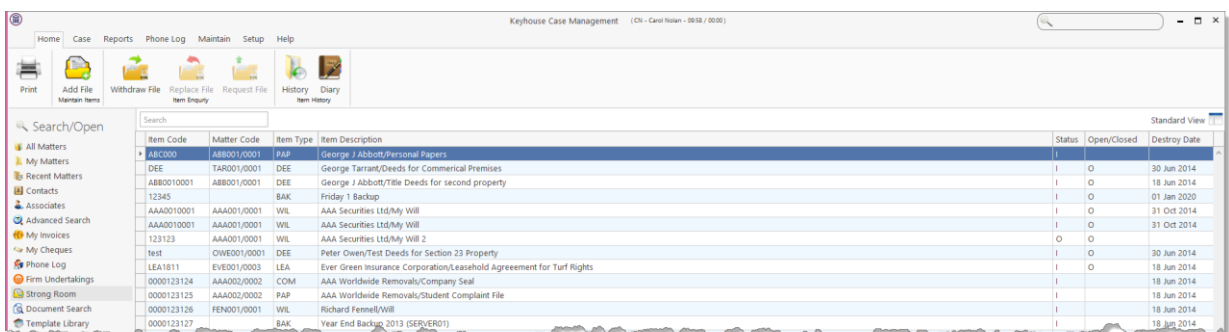 Keyhouse Case Management ( CN - Carol Nolan - 09:58 / 00:00 )
Home Case Reports Phone Log Maintain Setup Help
Print Add File Withdraw File Replace File Request File History Diary
Maintain Items Item Enquiry Item History
Search/Open
All Matters
My Matters
Recent Matters
Contacts
Associates
Advanced Search
My Invoices
My Cheques
Phone Log
Firm Undertakings
Strong Room
Document Search
Template Library
Search Standard View
Item Code Matter Code Item Type Item Description Status Open/Closed Destroy Date
ABC000 ABB001/0001 PAP George J Abbott/Personal Papers I
DEE TAR001/0001 DEE George Tarrant/Deeds for Commerical Premises I O 30 Jun 2014
ABB0010001 ABB001/0001 DEE George J Abbott/Title Deeds for second property I O 18 Jun 2014
12345 BAK Friday 1 Backup I O 01 Jan 2020
AAA0010001 AAA001/0001 WIL AAA Securities Ltd/My Will I O 31 Oct 2014
AAA0010001 AAA001/0001 WIL AAA Securities Ltd/My Will I O 31 Oct 2014
123123 AAA001/0001 WIL AAA Securities Ltd/My Will 2 O O
test OWE001/0001 DEE Peter Owen/Test Deeds for Section 23 Property I O 30 Jun 2014
LEA1811 EVE001/0003 LEA Ever Green Insurance Corporation/Leasehold Agreeement for Turf Rights I O 18 Jun 2014
0000123124 AAA002/0002 COM AAA Worldwide Removals/Company Seal I 18 Jun 2014
0000123125 AAA002/0002 PAP AAA Worldwide Removals/Student Complaint File I 18 Jun 2014
0000123126 FEN001/0001 WIL Richard Fennell/Will I 18 Jun 2014
0000123127 BAK Year End Backup 2013 (SERVER01) I 18 Jun 2014